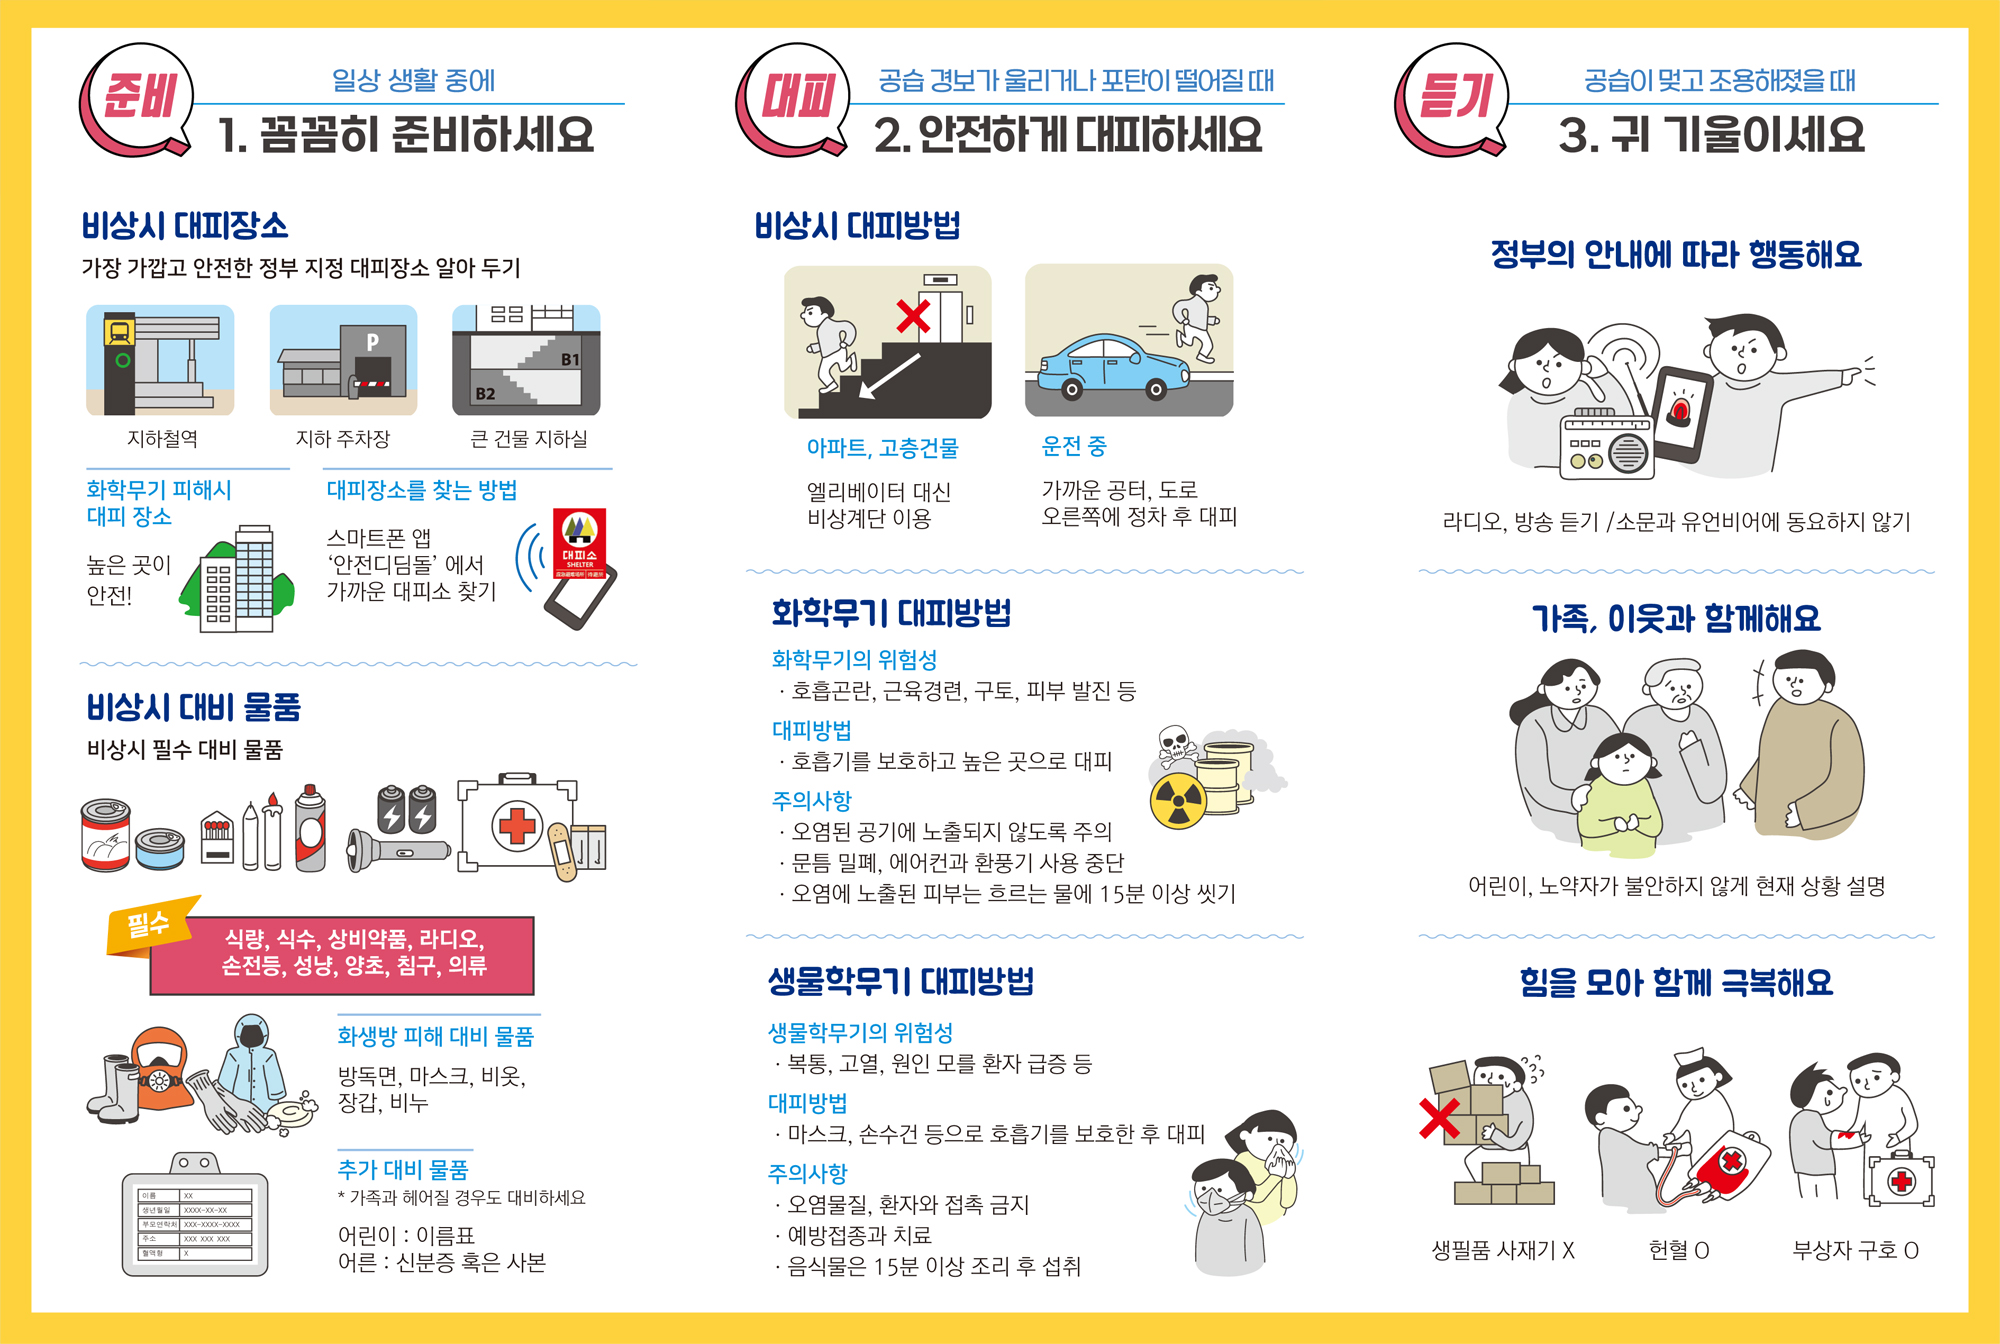 준비
일상 생활 중에
1. 꼼꼼히 준비하세요
비상시 대피장소
가장 가깝고 안전한 정부 지정 대피장소 알아 두기
P
B1
B2
지하철역
지하 주차장
큰 건물 지하실
화학무기 피해시
대피 장소
높은 곳이
안전!
대피장소를 찾는 방법
스마트폰 앱
‘안전디딤돌’ 에서
가까운 대피소 찾기
대피소
SHELTER
비상시 대비 물품
비상시 필수 대비 물품
필수
식량, 식수, 상비약품, 라디오,
손전등, 성냥, 양초, 침구, 의류
화생방 피해 대비 물품
방독면, 마스크, 비옷,
장갑, 비누
추가 대비 물품
* 가족과 헤어질 경우도 대비하세요
어린이 : 이름표
어른 : 신분증 혹은 사본
이름 XX
생년월일 XXXX-XX-XX
부모연락처 XXX-XXXX-XXXX
주소 XXX XXX XXX
혈액형 X
대피
공습 경보가 울리거나 포탄이 떨어질 때
2. 안전하게 대피하세요
비상시 대피방법
아파트, 고층건물
엘리베이터 대신
비상계단 이용
운전 중
가까운 공터, 도로
오른쪽에 정차 후 대피
화학무기 대피방법
화학무기의 위험성
· 호흡곤란, 근육경련, 구토, 피부 발진 등
대피방법
· 호흡기를 보호하고 높은 곳으로 대피
주의사항
· 오염된 공기에 노출되지 않도록 주의
· 문틈 밀폐, 에어컨과 환풍기 사용 중단
· 오염에 노출된 피부는 흐르는 물에 15분 이상 씻기
생물학무기 대피방법
생물학무기의 위험성
· 복통, 고열, 원인 모를 환자 급증 등
대피방법
· 마스크, 손수건 등으로 호흡기를 보호한 후 대피
주의사항
· 오염물질, 환자와 접촉 금지
· 예방접종과 치료
· 음식물은 15분 이상 조리 후 섭취
듣기
공습이 멎고 조용해졌을 때
3. 귀 기울이세요
정부의 안내에 따라 행동해요
라디오, 방송 듣기 /소문과 유언비어에 동요하지 않기
가족, 이웃과 함께해요
어린이, 노약자가 불안하지 않게 현재 상황 설명
힘을 모아 함께 극복해요
생필품 사재기 X
헌혈 O
부상자 구호 O